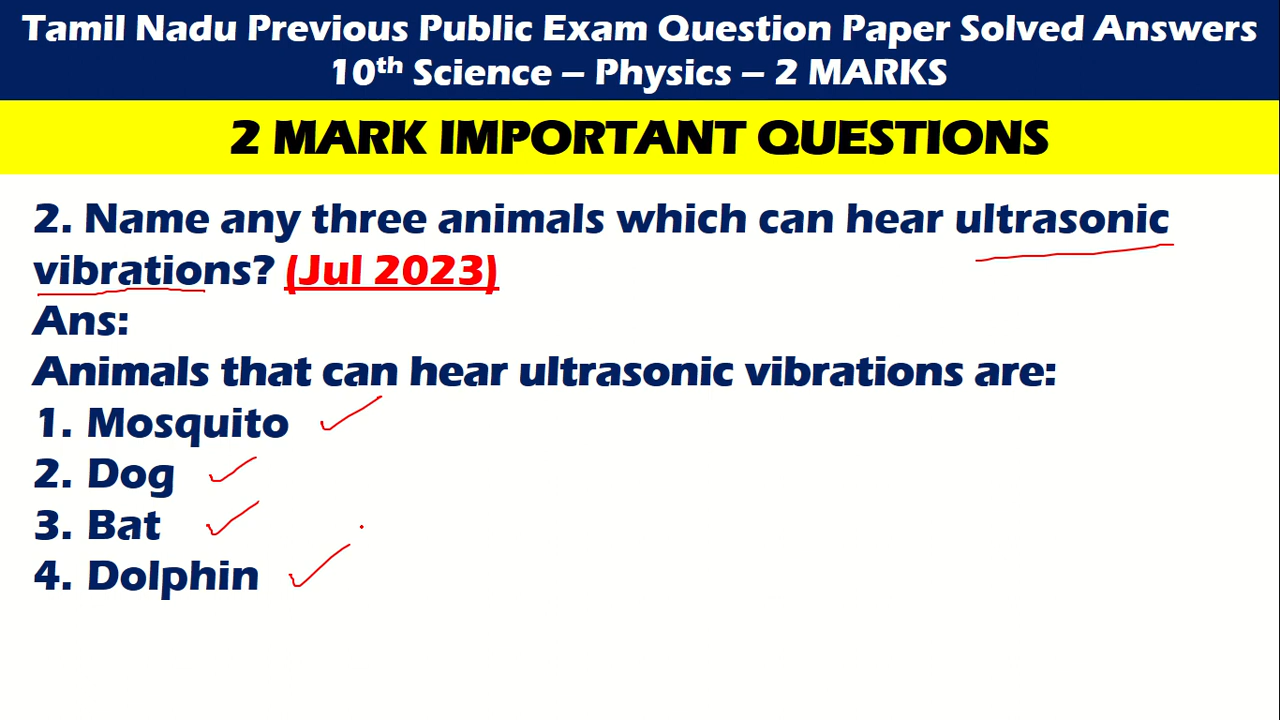 Tamil Nadu Previous Public Exam Question Paper Solved Answers
10th Science – Physics – 2 MARKS
2 MARK IMPORTANT QUESTIONS
2. Name any three animals which can hear ultrasonic
vibrations? (Jul 2023)
Ans:
Animals that can hear ultrasonic vibrations are:
1. Mosquito
2. Dog
3. Bat
4. Dolphin